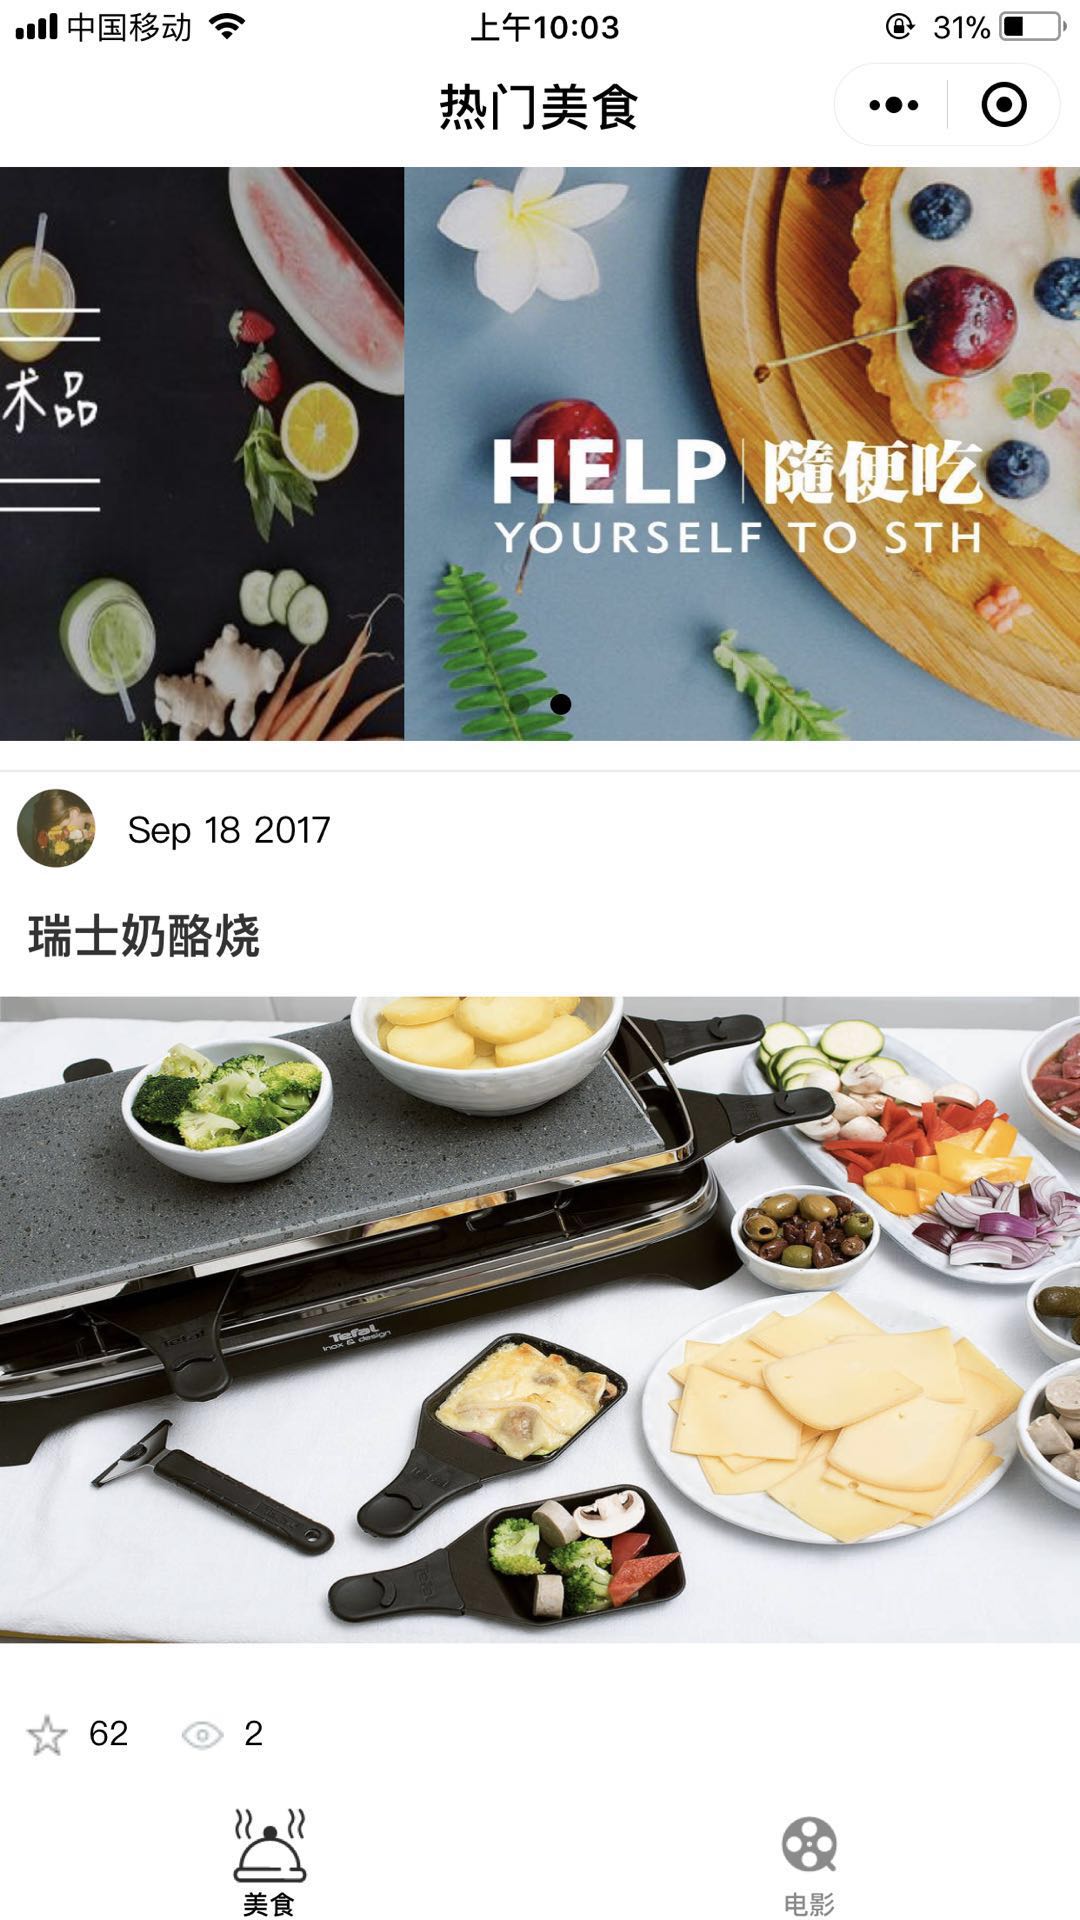 中国移动
上午10:03
31%
热门美食
术品
HELP 隨便吃
YOURSELF TO STH
Sep 18 2017
瑞士奶酪烧
Tefal
Tefal
Inox & design
62
2
美食
电影